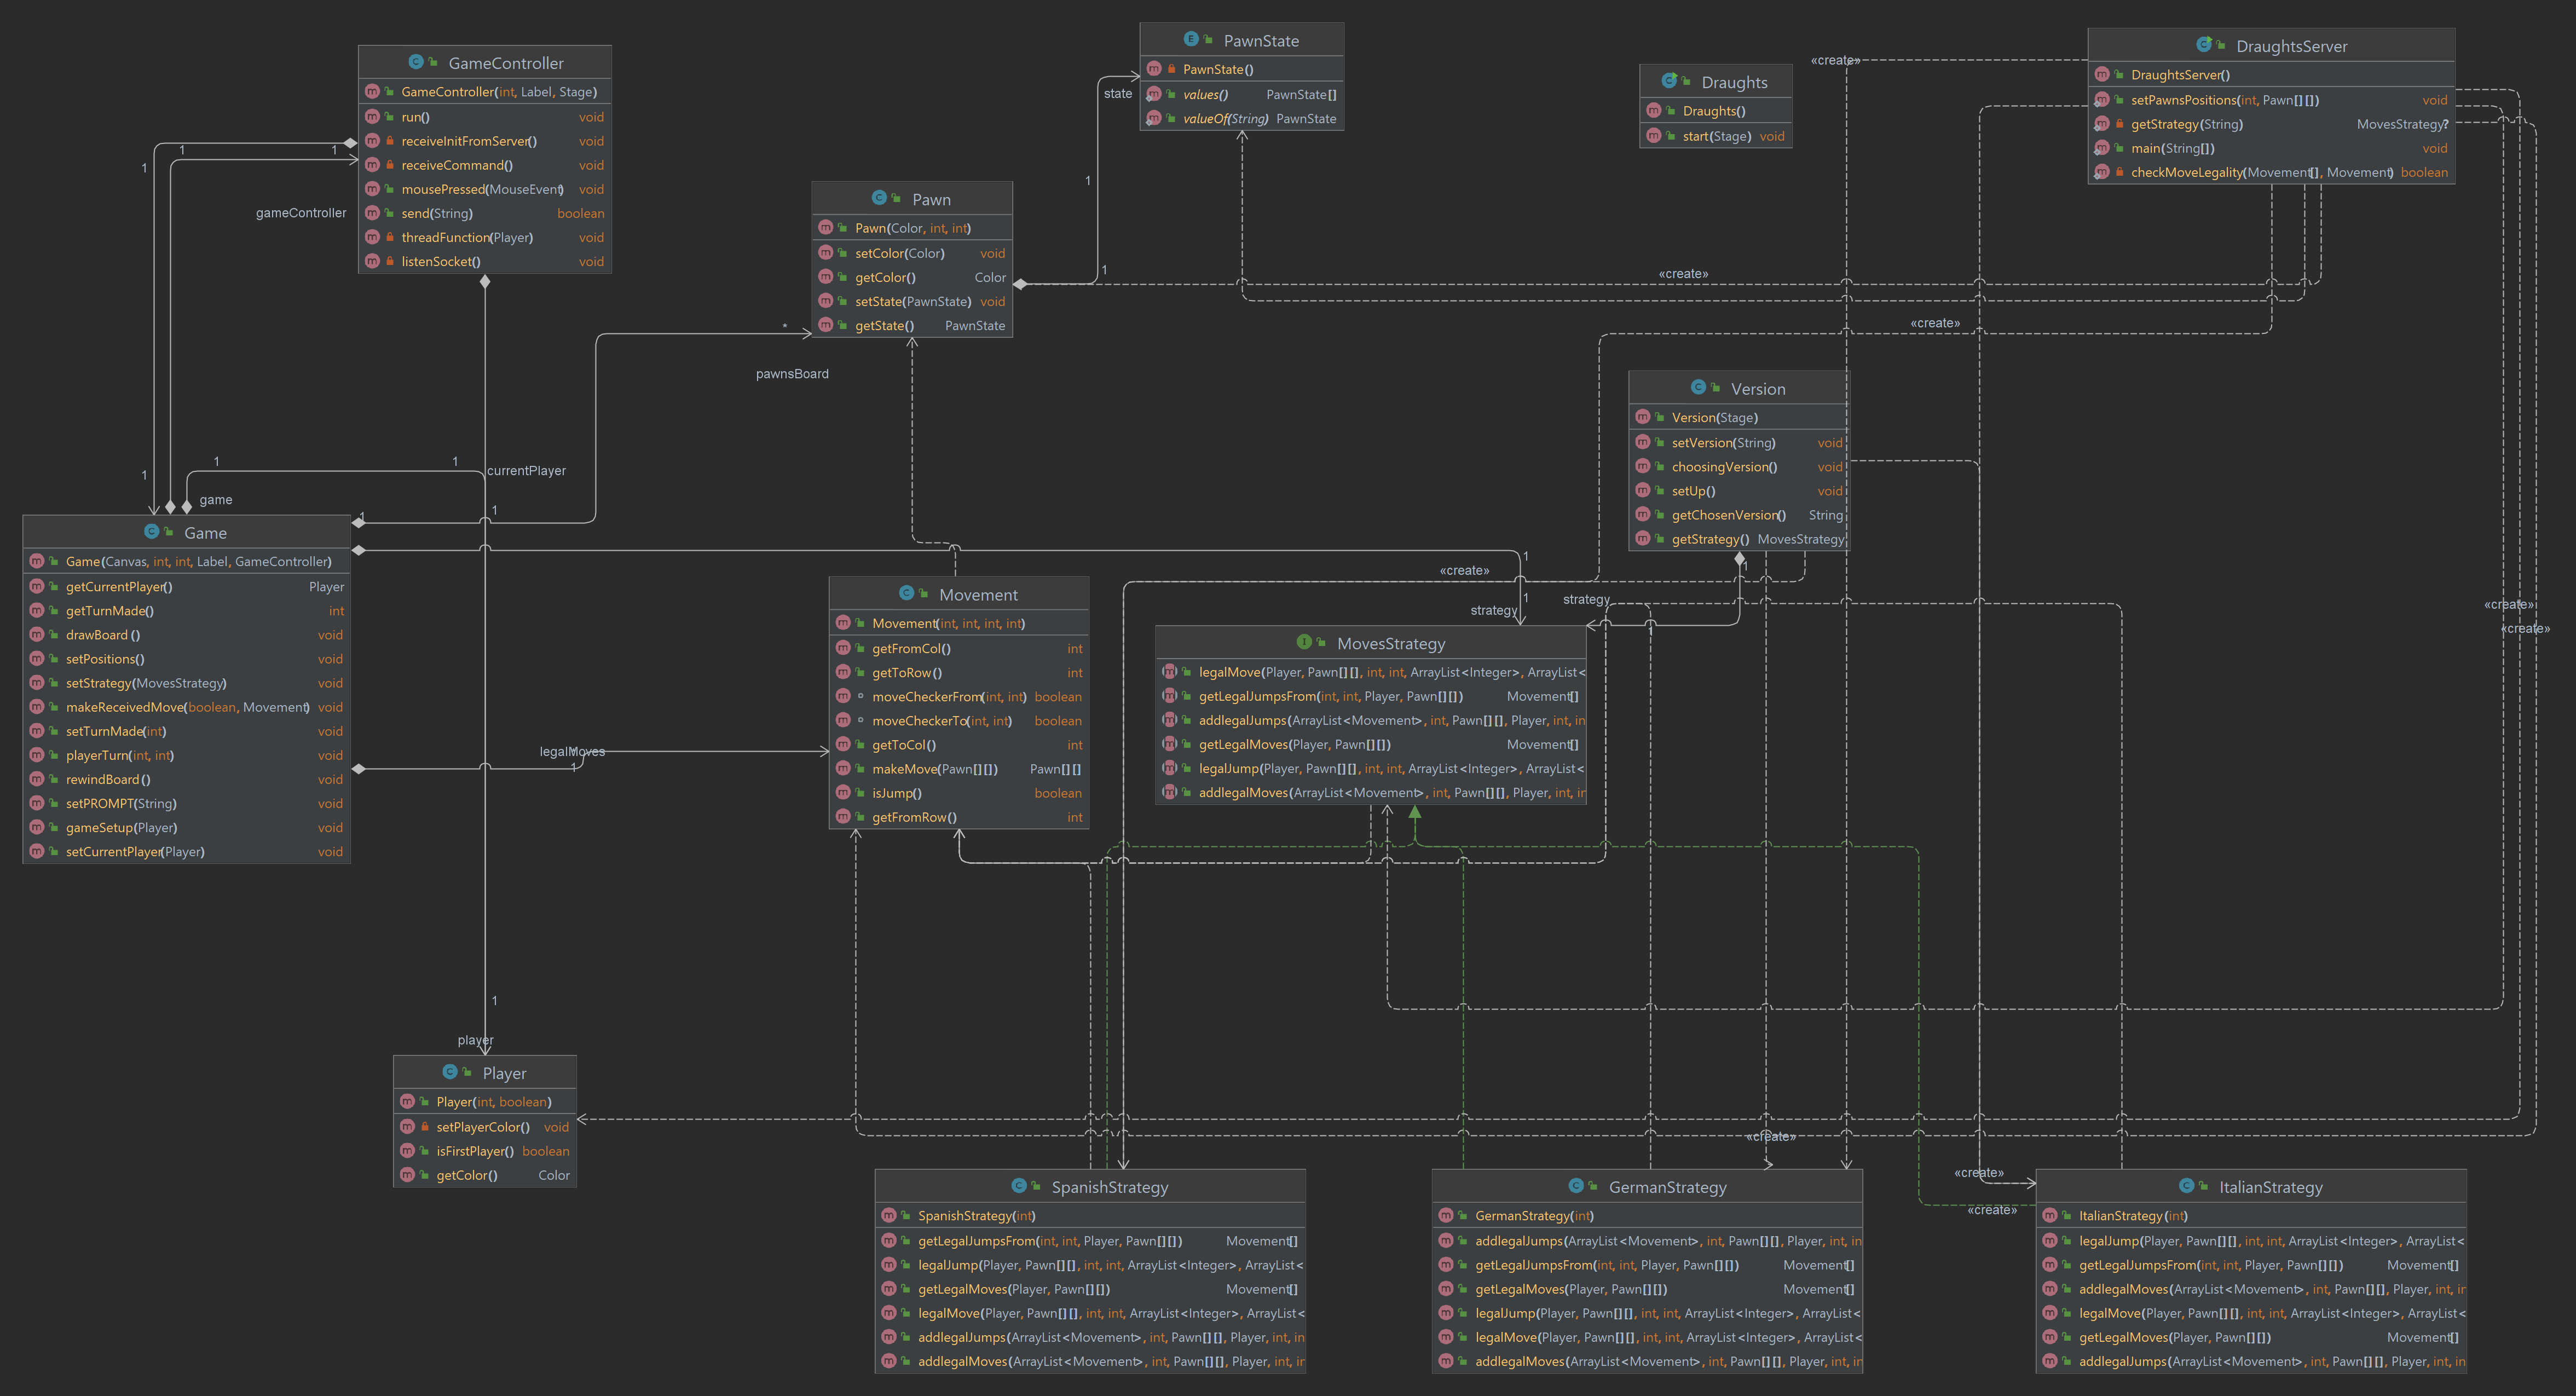 GameController
GameController(int, Label, Stage)
run() void
receiveInitFromServer() void
receiveCommand() void
mousePressed(MouseEvent) void
send(String) boolean
threadFunction(Player) void
listenSocket() void
PawnState
PawnState()
values() PawnState[]
valueOf(String) PawnState
Draughts
Draughts()
start(Stage) void
DraughtsServer
DraughtsServer()
setPawnsPositions(int, Pawn[][]) void
getStrategy(String) MovesStrategy?
main(String[]) void
checkMoveLegality(Movement[], Movement) boolean
«create»
state
1
1
1
1
1
1
gameController
Pawn
Pawn(Color, int, int)
setColor(Color) void
getColor() Color
setState(PawnState) void
getState() PawnState
«create»
«create»
*
pawnsBoard
Version
Version(Stage)
setVersion(String) void
choosingVersion() void
setUp() void
getChosenVersion() String
getStrategy() MovesStrategy
1
1
currentPlayer
1
game
1
1
Game
Game(Canvas, int, int, Label, GameController)
getCurrentPlayer() Player
getTurnMade() int
drawBoard () void
setPositions() void
setStrategy(MovesStrategy) void
makeReceivedMove(boolean, Movement) void
setTurnMade(int) void
playerTurn(int, int) void
rewindBoard () void
setPROMPT(String) void
gameSetup(Player) void
setCurrentPlayer(Player) void
Movement
Movement(int, int, int, int)
getFromCol() int
getToRow() int
moveCheckerFrom(int, int) boolean
moveCheckerTo(int, int) boolean
getToCol() int
makeMove(Pawn[][]) Pawn[][]
isJump() boolean
getFromRow() int
legalMoves
1
1
1
1
«create»
strategy
strategy
«create»
«create»
MovesStrategy
legalMove(Player, Pawn[][], int, int, ArrayList<Integer>, ArrayList<
getLegalJumpsFrom(int, int, Player, Pawn[][]) Movement[]
addlegalJumps(ArrayList<Movement>, int, Pawn[][], Player, int, in
getLegalMoves(Player, Pawn[][]) Movement[]
legalJump(Player, Pawn[][], int, int, ArrayList<Integer>, ArrayList<
addlegalMoves(ArrayList<Movement>, int, Pawn[][], Player, int, in
1
player
Player
Player(int, boolean)
setPlayerColor() void
isFirstPlayer() boolean
getColor() Color
«create»
«create»
«create»
SpanishStrategy
SpanishStrategy(int)
getLegalJumpsFrom(int, int, Player, Pawn[][]) Movement[]
legalJump(Player, Pawn[][], int, int, ArrayList<Integer>, ArrayList<
getLegalMoves(Player, Pawn[][]) Movement[]
legalMove(Player, Pawn[][], int, int, ArrayList<Integer>, ArrayList<
addlegalJumps(ArrayList<Movement>, int, Pawn[][], Player, int, in
addlegalMoves(ArrayList<Movement>, int, Pawn[][], Player, int, in
GermanStrategy
GermanStrategy(int)
addlegalJumps(ArrayList<Movement>, int, Pawn[][], Player, int, in
getLegalJumpsFrom(int, int, Player, Pawn[][]) Movement[]
getLegalMoves(Player, Pawn[][]) Movement[]
legalJump(Player, Pawn[][], int, int, ArrayList<Integer>, ArrayList<
legalMove(Player, Pawn[][], int, int, ArrayList<Integer>, ArrayList<
addlegalMoves(ArrayList<Movement>, int, Pawn[][], Player, int, in
ItalianStrategy
ItalianStrategy(int)
legalJump(Player, Pawn[][], int, int, ArrayList<Integer>, ArrayList<
getLegalJumpsFrom(int, int, Player, Pawn[][]) Movement[]
addlegalMoves(ArrayList<Movement>, int, Pawn[][], Player, int, in
legalMove(Player, Pawn[][], int, int, ArrayList<Integer>, ArrayList<
getLegalMoves(Player, Pawn[][]) Movement[]
addlegalJumps(ArrayList<Movement>, int, Pawn[][], Player, int, in